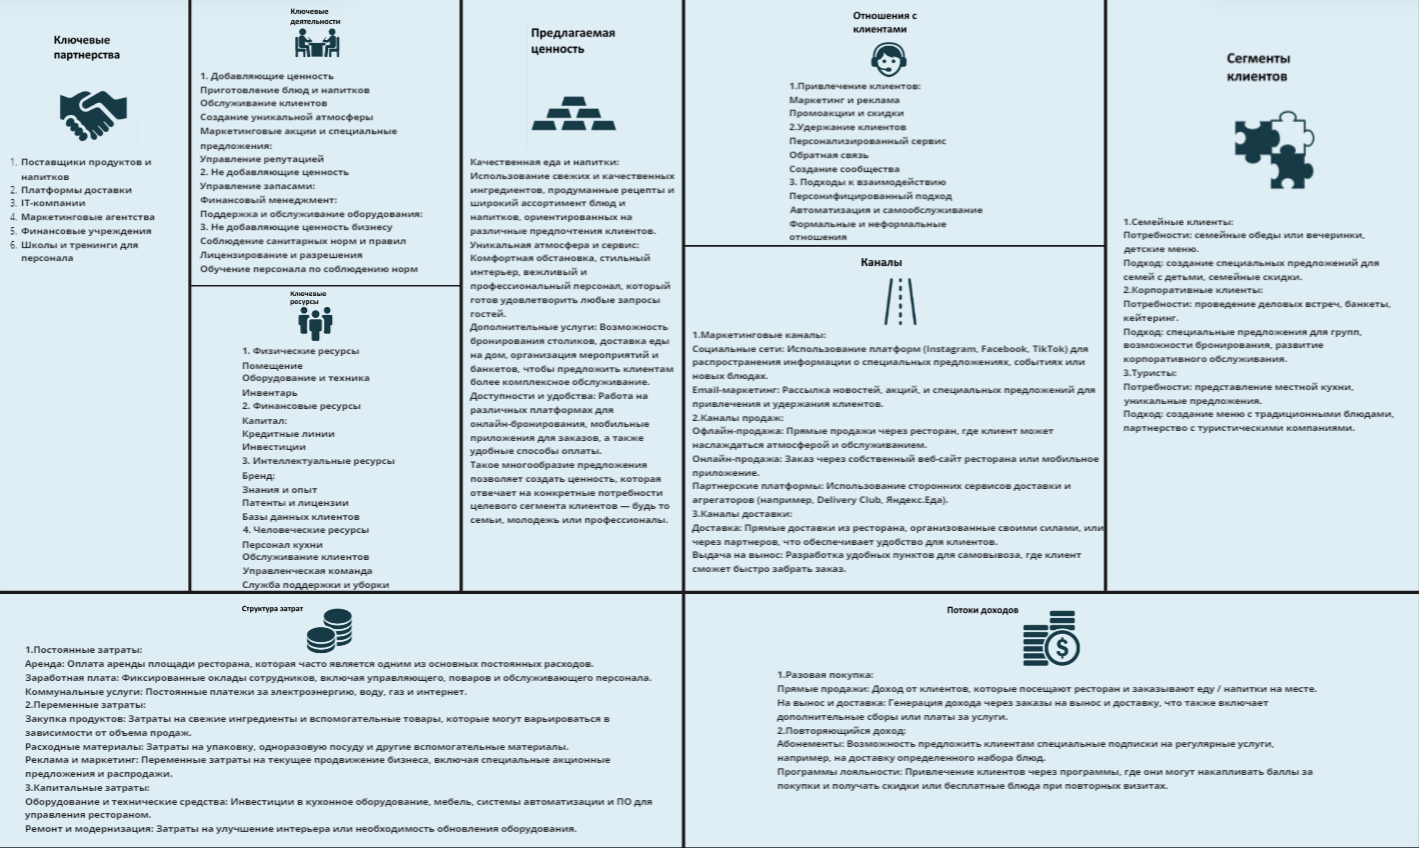 Ключевые
партнерства
1. Поставщики продуктов и
напитков
2. Платформы доставки
3. IT-компании
4. Маркетинговые агентства
5. Финансовые учреждения
6. Школы и тренинги для
персонала
Ключевые
деятельности
1. Добавляющие ценность
Приготовление блюд и напитков
Обслуживание клиентов
Создание уникальной атмосферы
Маркетинговые акции и специальные
предложения:
Управление репутацией
2. Не добавляющие ценность
Управление запасами:
Финансовый менеджмент:
Поддержка и обслуживание оборудования:
3. Не добавляющие ценность бизнесу
Соблюдение санитарных норм и правил
Лицензирование и разрешения
Обучение персонала по соблюдению норм
Ключевые
ресурсы
1. Физические ресурсы
Помещение
Оборудование и техника
Инвентарь
2. Финансовые ресурсы
Капитал:
Кредитные линии
Инвестиции
3. Интеллектуальные ресурсы
Бренд:
Знания и опыт
Патенты и лицензии
Базы данных клиентов
4. Человеческие ресурсы
Персонал кухни
Обслуживание клиентов
Управленческая команда
Служба поддержки и уборки
Предлагаемая
ценность
Качественная еда и напитки:
Использование свежих и качественных
ингредиентов, продуманные рецепты и
широкий ассортимент блюд и
напитков, ориентированных на
различные предпочтения клиентов.
Уникальная атмосфера и сервис:
Комфортная обстановка, стильный
интерьер, вежливый и
профессиональный персонал, который
готов удовлетворить любые запросы
гостей.
Дополнительные услуги: Возможность
бронирования столиков, доставка еды
на дом, организация мероприятий и
банкетов, чтобы предложить клиентам
более комплексное обслуживание.
Доступности и удобства: Работа на
различных платформах для
онлайн-бронирования, мобильные
приложения для заказов, а также
удобные способы оплаты.
Такое многообразие предложения
позволяет создать ценность, которая
отвечает на конкретные потребности
целевого сегмента клиентов — будь то
семьи, молодежь или профессионалы.
Отношения с
клиентами
1.Привлечение клиентов:
Маркетинг и реклама
Промоакции и скидки
2.Удержание клиентов
Персонализированный сервис
Обратная связь
Создание сообщества
3. Подходы к взаимодействию
Персонифицированный подход
Автоматизация и самообслуживание
Формальные и неформальные
отношения
Каналы
1.Маркетинговые каналы:
Социальные сети: Использование платформ (Instagram, Facebook, TikTok) для
распространения информации о специальных предложениях, событиях или
новых блюдах.
Email-маркетинг: Рассылка новостей, акций, и специальных предложений для
привлечения и удержания клиентов.
2.Каналы продаж:
Офлайн-продажа: Прямые продажи через ресторан, где клиент может
наслаждаться атмосферой и обслуживанием.
Онлайн-продажа: Заказ через собственный веб-сайт ресторана или мобильное
приложение.
Партнерские платформы: Использование сторонних сервисов доставки и
агрегаторов (например, Delivery Club, Яндекс.Еда).
3.Каналы доставки:
Доставка: Прямые доставки из ресторана, организованные своими силами, или
через партнеров, что обеспечивает удобство для клиентов.
Выдача на вынос: Разработка удобных пунктов для самовывоза, где клиент
сможет быстро забрать заказ.
Сегменты
клиентов
1.Семейные клиенты:
Потребности: семейные обеды или вечеринки,
детские меню.
Подход: создание специальных предложений для
семей с детьми, семейные скидки.
2.Корпоративные клиенты:
Потребности: проведение деловых встреч, банкеты,
кейтеринг.
Подход: специальные предложения для групп,
возможности бронирования, развитие
корпоративного обслуживания.
3.Туристы:
Потребности: представление местной кухни,
уникальные предложения.
Подход: создание меню с традиционными блюдами,
партнерство с туристическими компаниями.
Структура затрат
1.Постоянные затраты:
Аренда: Оплата аренды площади ресторана, которая часто является одним из основных постоянных расходов.
Заработная плата: Фиксированные оклады сотрудников, включая управляющего, поваров и обслуживающего персонала.
Коммунальные услуги: Постоянные платежи за электроэнергию, воду, газ и интернет.
2.Переменные затраты:
Закупка продуктов: Затраты на свежие ингредиенты и вспомогательные товары, которые могут варьироваться в
зависимости от объема продаж.
Расходные материалы: Затраты на упаковку, одноразовую посуду и другие вспомогательные материалы.
Реклама и маркетинг: Переменные затраты на текущее продвижение бизнеса, включая специальные акционные
предложения и распродажи.
3.Капитальные затраты:
Оборудование и технические средства: Инвестиции в кухонное оборудование, мебель, системы автоматизации и ПО для
управления рестораном.
Ремонт и модернизация: Затраты на улучшение интерьера или необходимость обновления оборудования.
Потоки доходов
$
1.Разовая покупка:
Прямые продажи: Доход от клиентов, которые посещают ресторан и заказывают еду / напитки на месте.
На вынос и доставка: Генерация дохода через заказы на вынос и доставку, что также включает
дополнительные сборы или платы за услуги.
2.Повторяющийся доход:
Абонементы: Возможность предложить клиентам специальные подписки на регулярные услуги,
например, на доставку определенного набора блюд.
Программы лояльности: Привлечение клиентов через программы, где они могут накапливать баллы за
покупки и получать скидки или бесплатные блюда при повторных визитах.